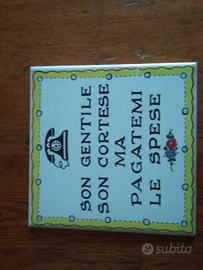 SON GENTILE
SON CORTESE
MA
PAGATEMI
LE SPESE
subito